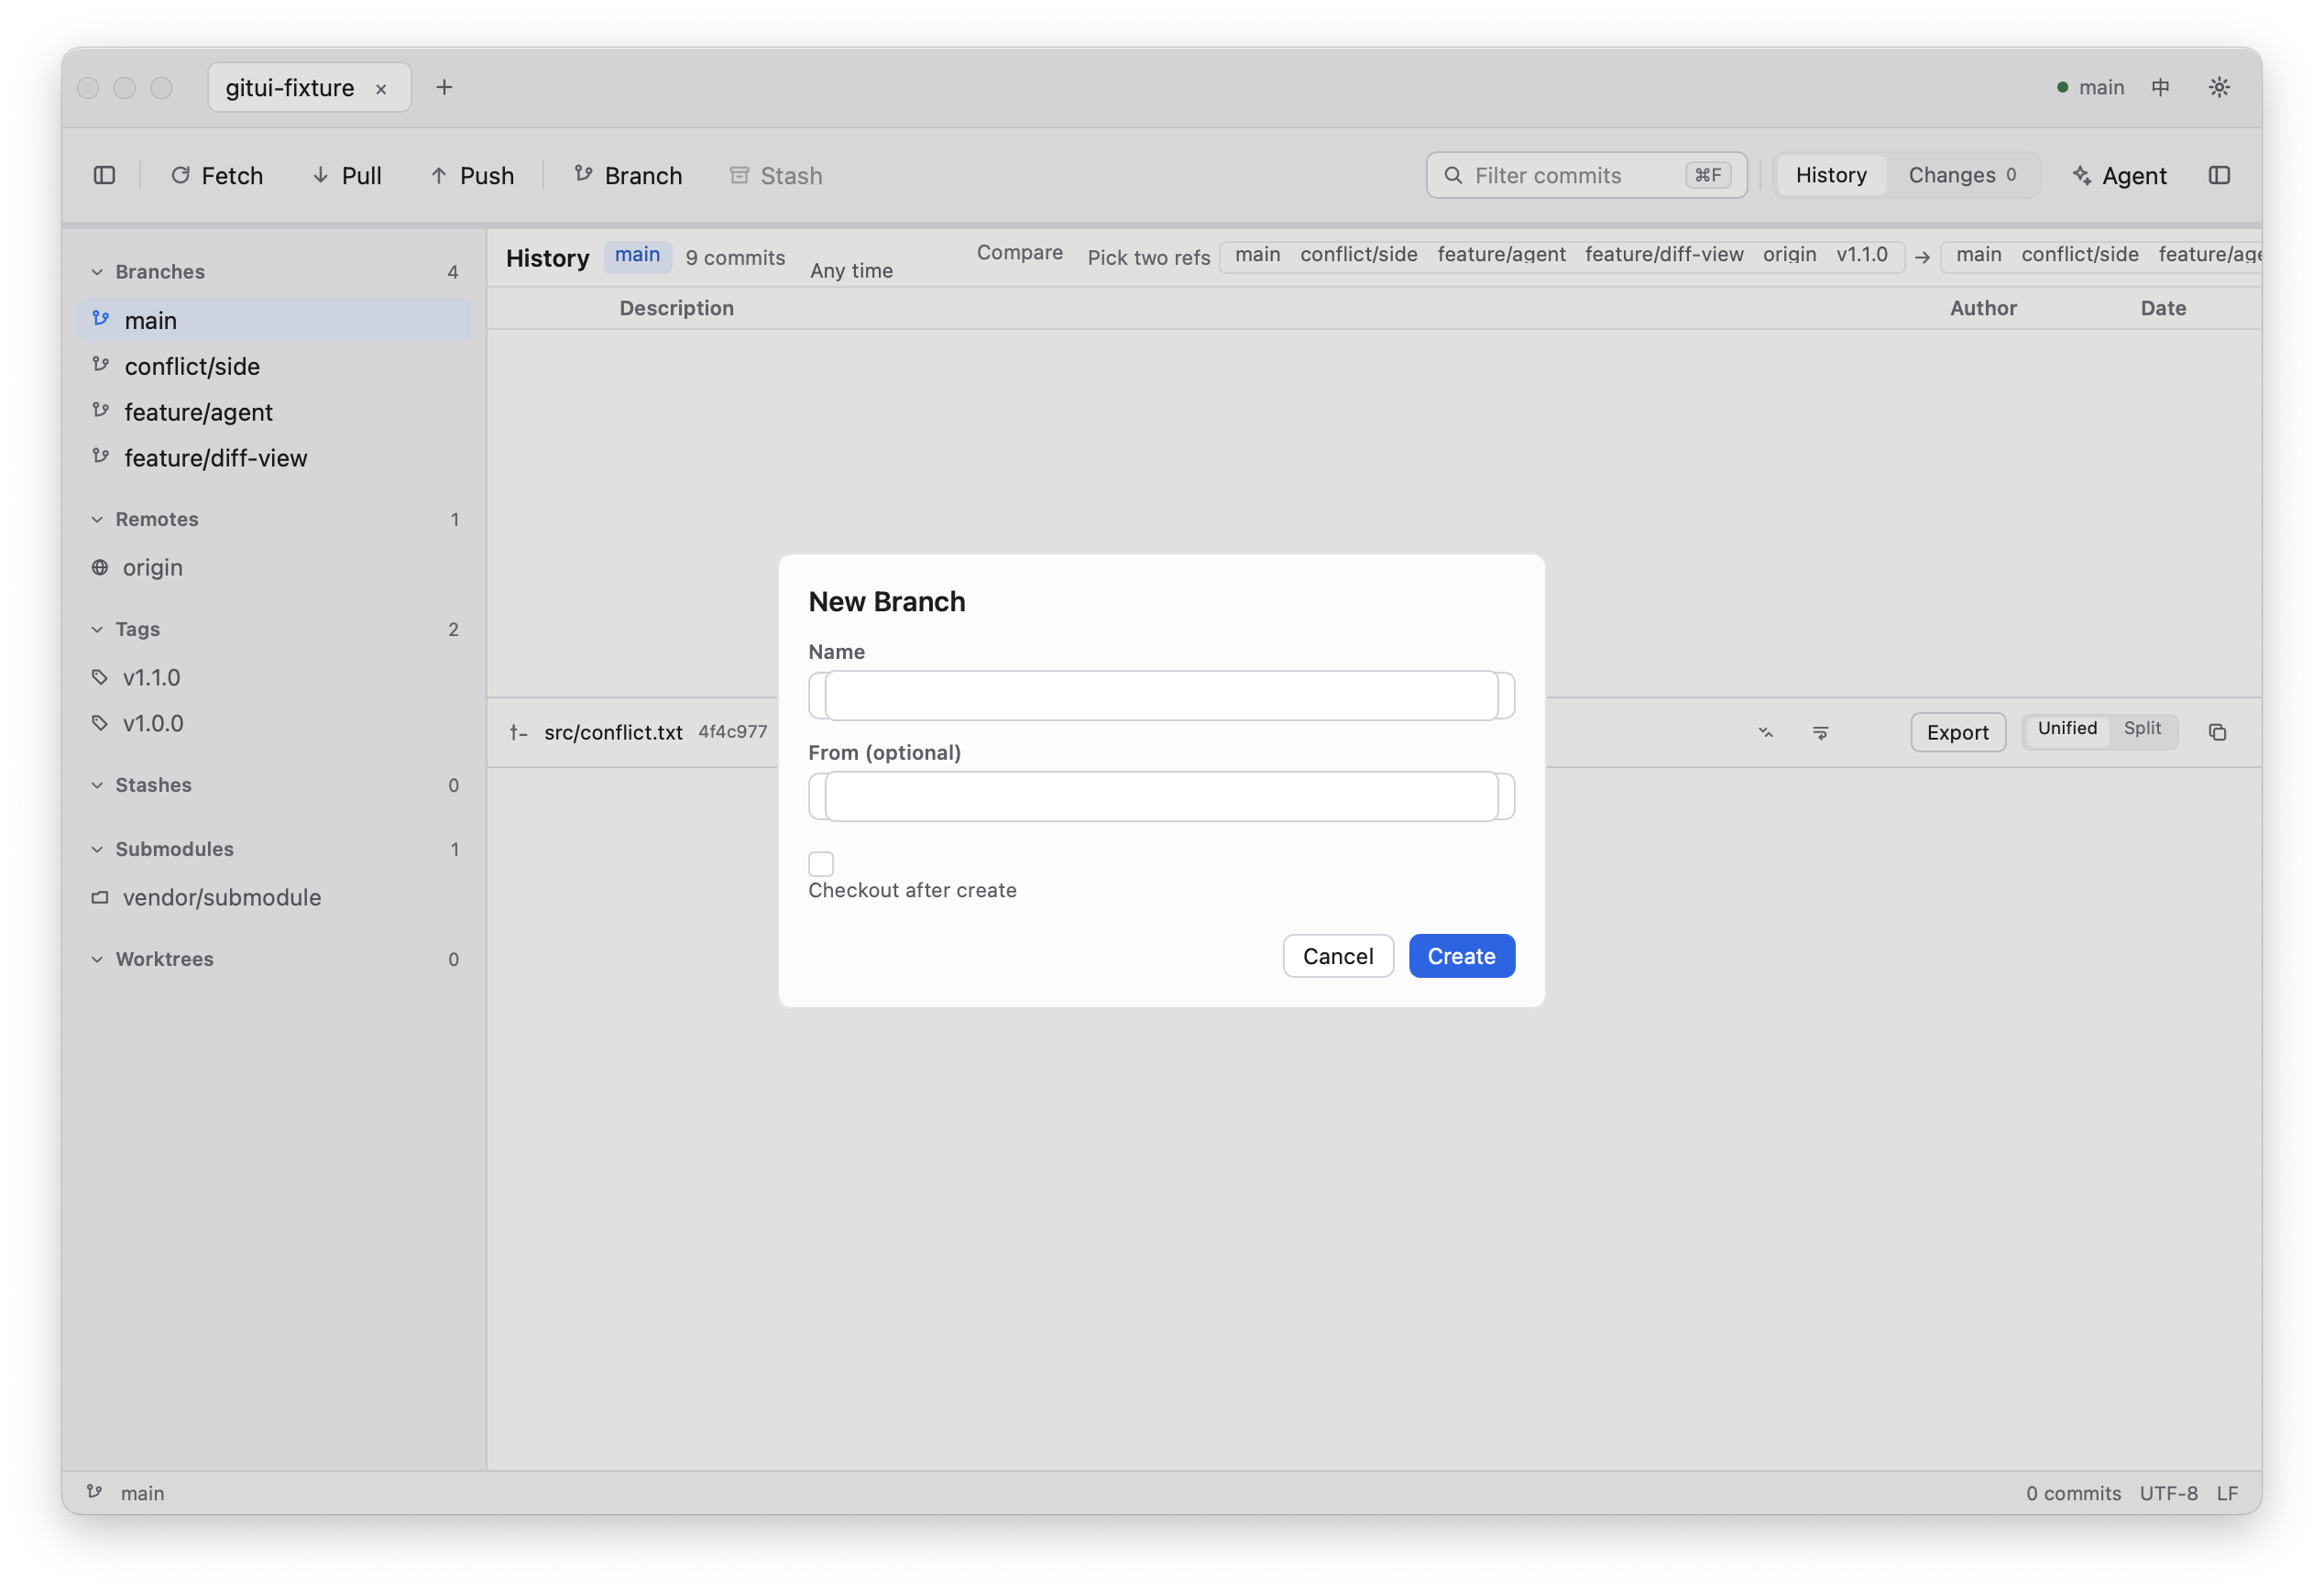 gitui-fixture × + main 中
Fetch Pull Push Branch Stash Filter commits ⌘F History Changes 0 Agent
Branches 4
main
conflict/side
feature/agent
feature/diff-view
Remotes 1
origin
Tags 2
v1.1.0
v1.0.0
Stashes 0
Submodules 1
vendor/submodule
Worktrees 0
History main 9 commits Any time Compare Pick two refs main conflict/side feature/agent feature/diff-view origin v1.1.0 → main conflict/side feature/age
Description Author Date
src/conflict.txt 4f4c977 Export Unified Split
New Branch
Name
From (optional)
Checkout after create
Cancel Create
main 0 commits UTF-8 LF